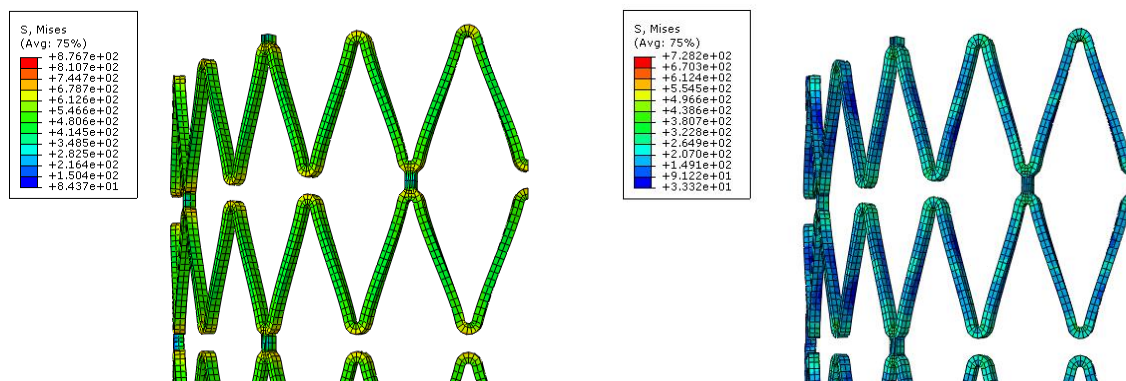 S, Mises
(Avg: 75%)
+8.767e+02
+8.107e+02
+7.447e+02
+6.787e+02
+6.126e+02
+5.466e+02
+4.806e+02
+4.145e+02
+3.485e+02
+2.825e+02
+2.164e+02
+1.504e+02
+8.437e+01
S, Mises
(Avg: 75%)
+7.282e+02
+6.703e+02
+6.124e+02
+5.545e+02
+4.966e+02
+4.386e+02
+3.807e+02
+3.228e+02
+2.649e+02
+2.070e+02
+1.491e+02
+9.122e+01
+3.332e+01